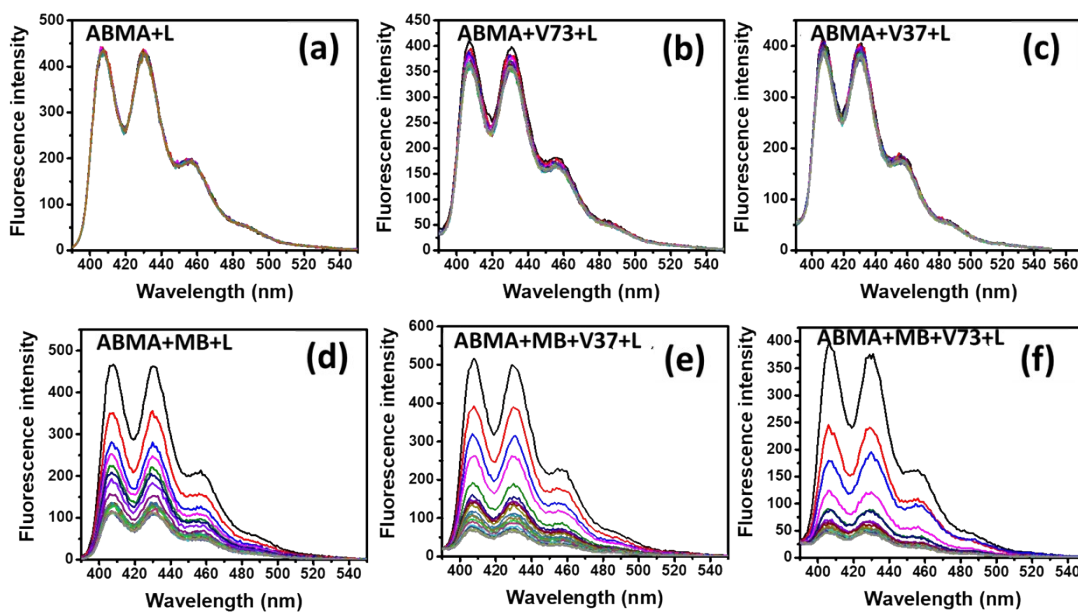 ABMA+L
(a)
Fluorescence intensity
500
400
300
200
100
0
400 420 440 460 480 500 520 540
Wavelength (nm)
ABMA+V73+L
(b)
Fluorescence intensity
450
400
350
300
250
200
150
100
50
0
400 420 440 460 480 500 520 540
Wavelength (nm)
ABMA+V37+L
(c)
Fluorescence intensity
400
300
200
100
0
400 420 440 460 480 500 520 540 560
Wavelength (nm)
ABMA+MB+L
(d)
Fluorescence intensity
500
400
300
200
100
0
400 420 440 460 480 500 520 540
Wavelength (nm)
ABMA+MB+V37+L
(e)
Fluorescence intensity
600
500
400
300
200
100
0
400 420 440 460 480 500 520 540
Wavelength (nm)
ABMA+MB+V73+L
(f)
Fluorescence intensity
400
350
300
250
200
150
100
50
0
400 420 440 460 480 500 520 540
Wavelength (nm)